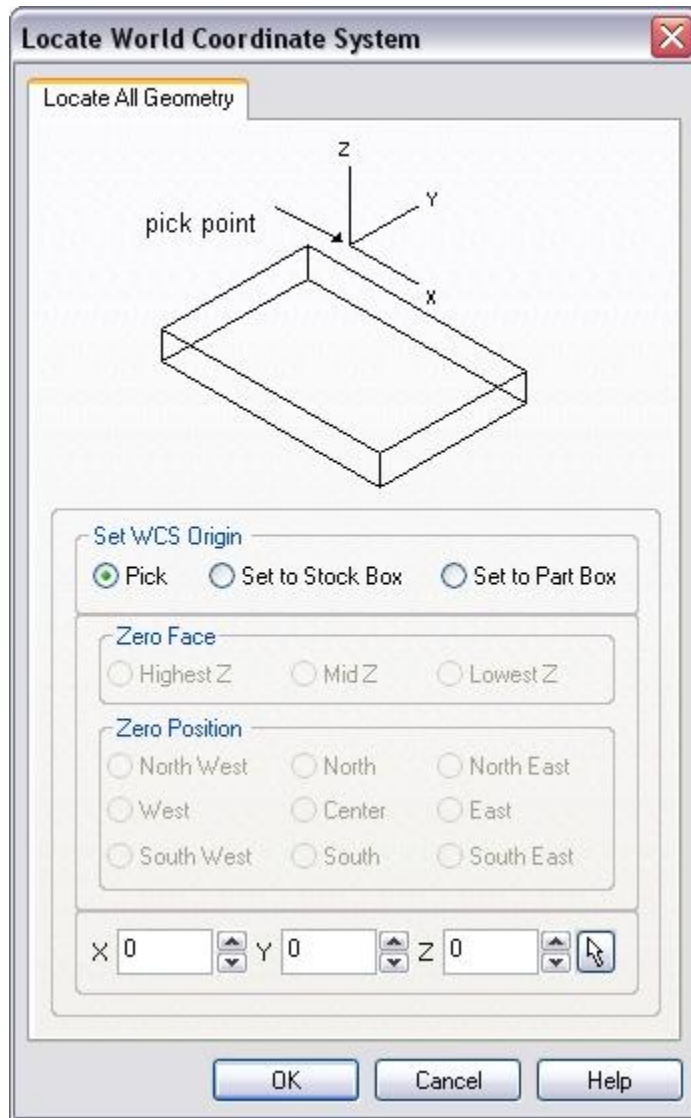 Locate World Coordinate System
Locate All Geometry
Z
Y
pick point
X
Set WCS Origin
Pick Set to Stock Box Set to Part Box
Zero Face
Highest Z Mid Z Lowest Z
Zero Position
North West North North East
West Center East
South West South South East
X 0 Y 0 Z 0
OK Cancel Help